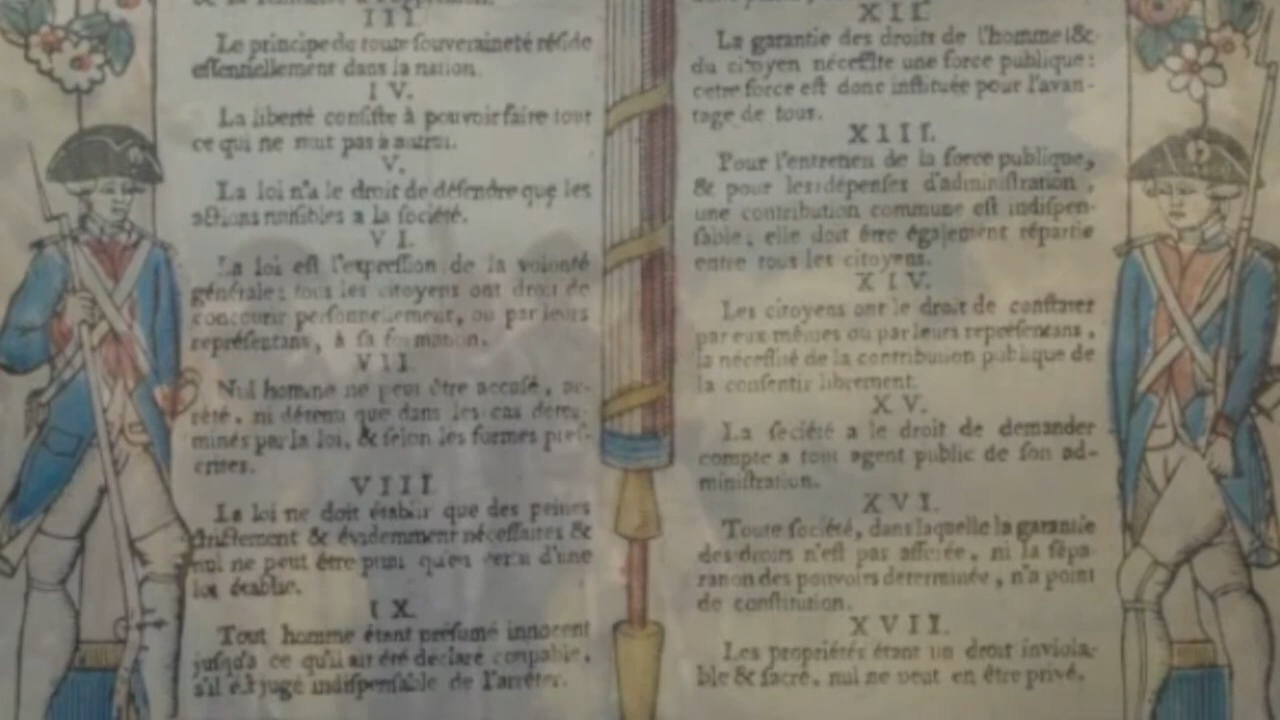 III
Le principe de toute souveraineté réside
essentiellement dans la nation.
IV.
La liberté consiste à pouvoir faire tout
ce qui ne nuit pas à autrui.
V.
La loi n'a le droit de défendre que les
actions nuisibles a la société.
VI.
La loi est l'expression de la volonté
générale; tous les citoyens ont droit de
concourir personnellement, ou par leurs
représentans, à sa formation.
VII
Nul homme ne peut être accusé, ar-
rêté, ni détenu que dans les cas deter-
minés par la loi, & selon les formes pres-
crites.
VIII
La loi ne doit établir que des peines
strictement & évidemment nécessaires &
nul ne peut être puni qu'en vertu d'une
loi établie.
IX
Tout homme étant présumé innocent
jusqu'a ce qu'il ait été declaré coupable,
s'il est jugé indispensable de l'arrêter.
XII
La garantie des droits de l'homme &
du citoyen nécessite une force publique:
cette force est donc instituée pour l'avan-
tage de tous.
XIII.
Pour l'entretien de la force publique,
& pour les dépenses d'administration,
une contribution commune est indispen-
sable; elle doit être également répartie
entre tous les citoyens.
XIV.
Les citoyens ont le droit de constater
par eux mêmes ou par leurs représentans,
la nécessité de la contribution publique de
la consentir librement.
XV.
La société a le droit de demander
compte a tout agent public de son ad-
ministration.
XVI.
Toute société, dans laquelle la garantie
des droits n'est pas assurée, ni la sépa-
ration des pouvoirs determinée, n'a point
de constitution.
XVII.
Les propriétés étant un droit inviola-
ble & sacré, nul ne peut en être privé.